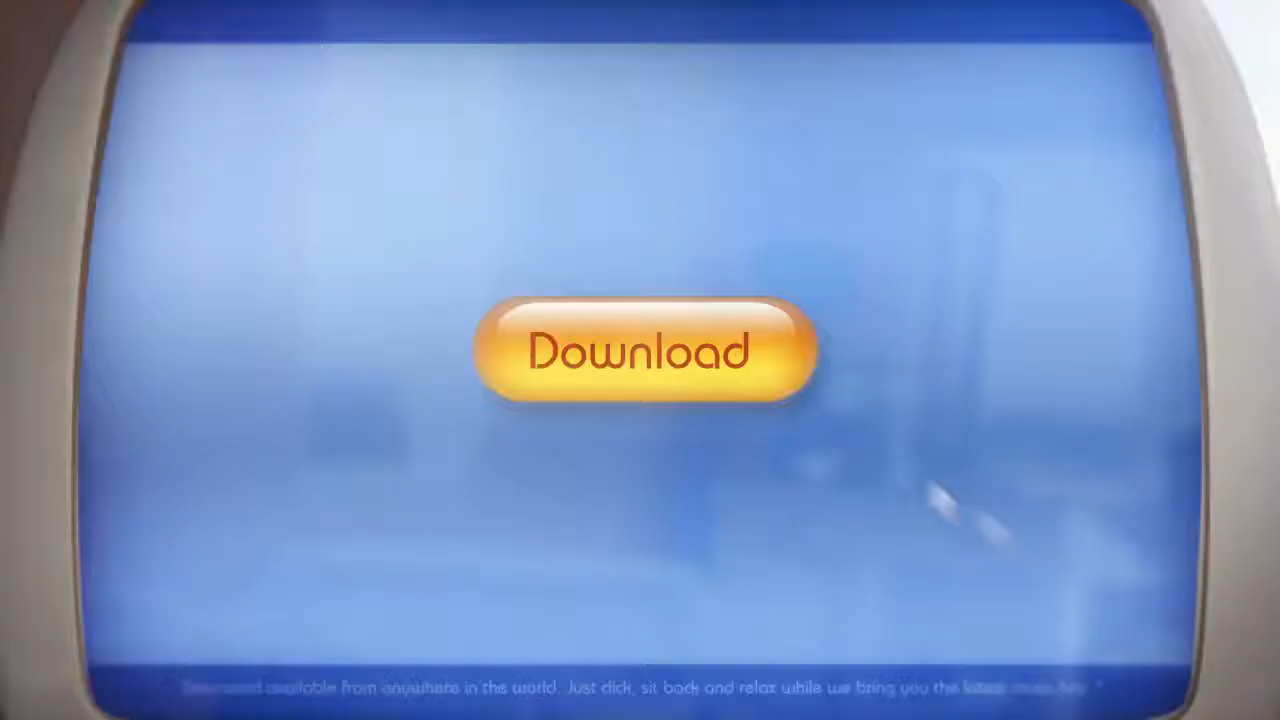 Download
Download available from anywhere in the world. Just click, sit back and relax while we bring you the latest